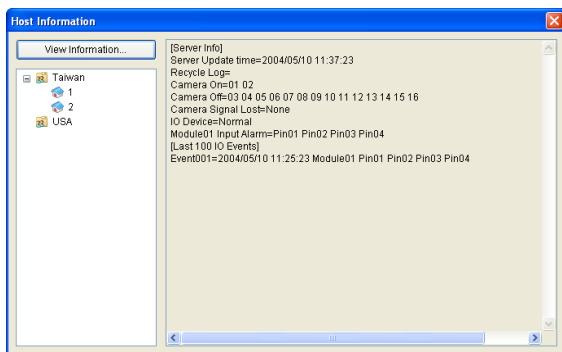 Host Information
View Information...
Taiwan
1
2
USA
[Server Info]
Server Update time=2004/05/10 11:37:23
Recycle Log=
Camera On=01 02
Camera Off=03 04 05 06 07 08 09 10 11 12 13 14 15 16
Camera Signal Lost=None
IO Device=Normal
Module01 Input Alarm=Pin01 Pin02 Pin03 Pin04
[Last 100 IO Events]
Event001=2004/05/10 11:25:23 Module01 Pin01 Pin02 Pin03 Pin04